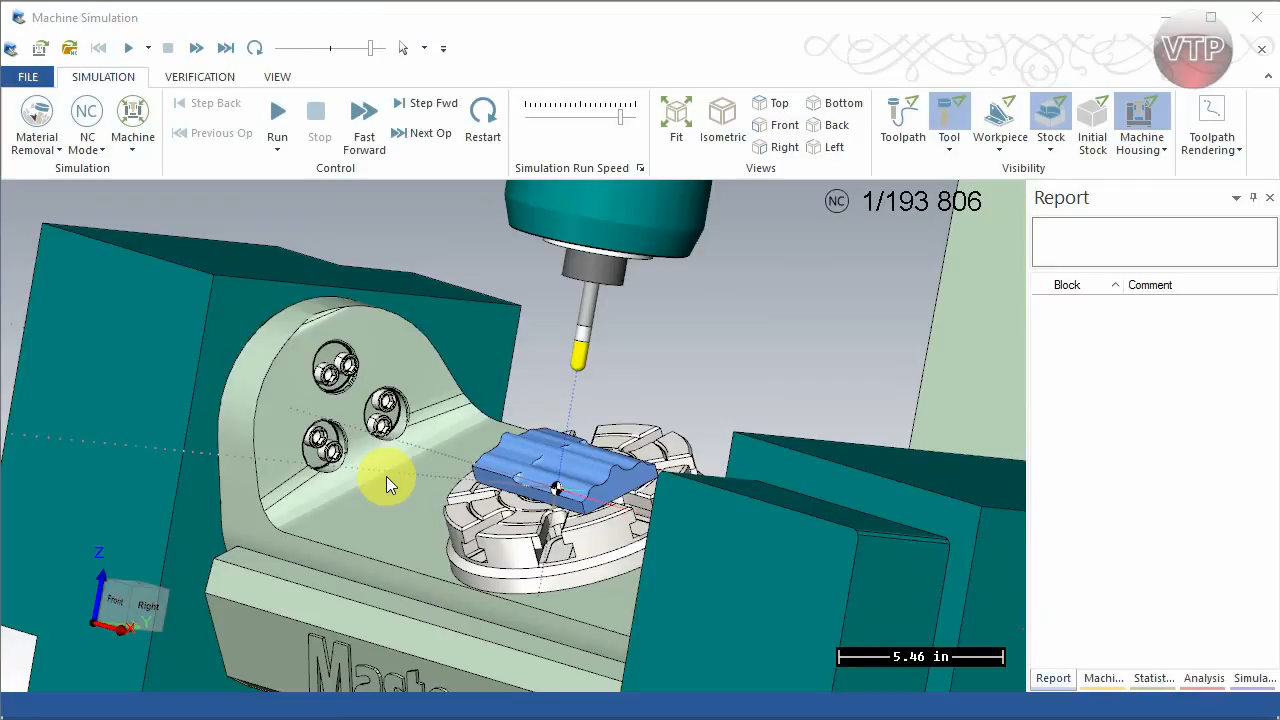 Machine Simulation
VTP
FILE SIMULATION VERIFICATION VIEW
Step Back Step Fwd Top Bottom
Previous Op Next Op Front Back
Right Left
Material Removal NC Mode Machine Run Stop Fast Forward Restart Fit Isometric Toolpath Tool Workpiece Stock Initial Stock Machine Housing Toolpath Rendering
Simulation Control Simulation Run Speed Views Visibility
NC 1/193 806
Report
Block Comment
Z
Front Right
X Y
Maste
5.46 in
Report Machi... Statist... Analysis Simula...